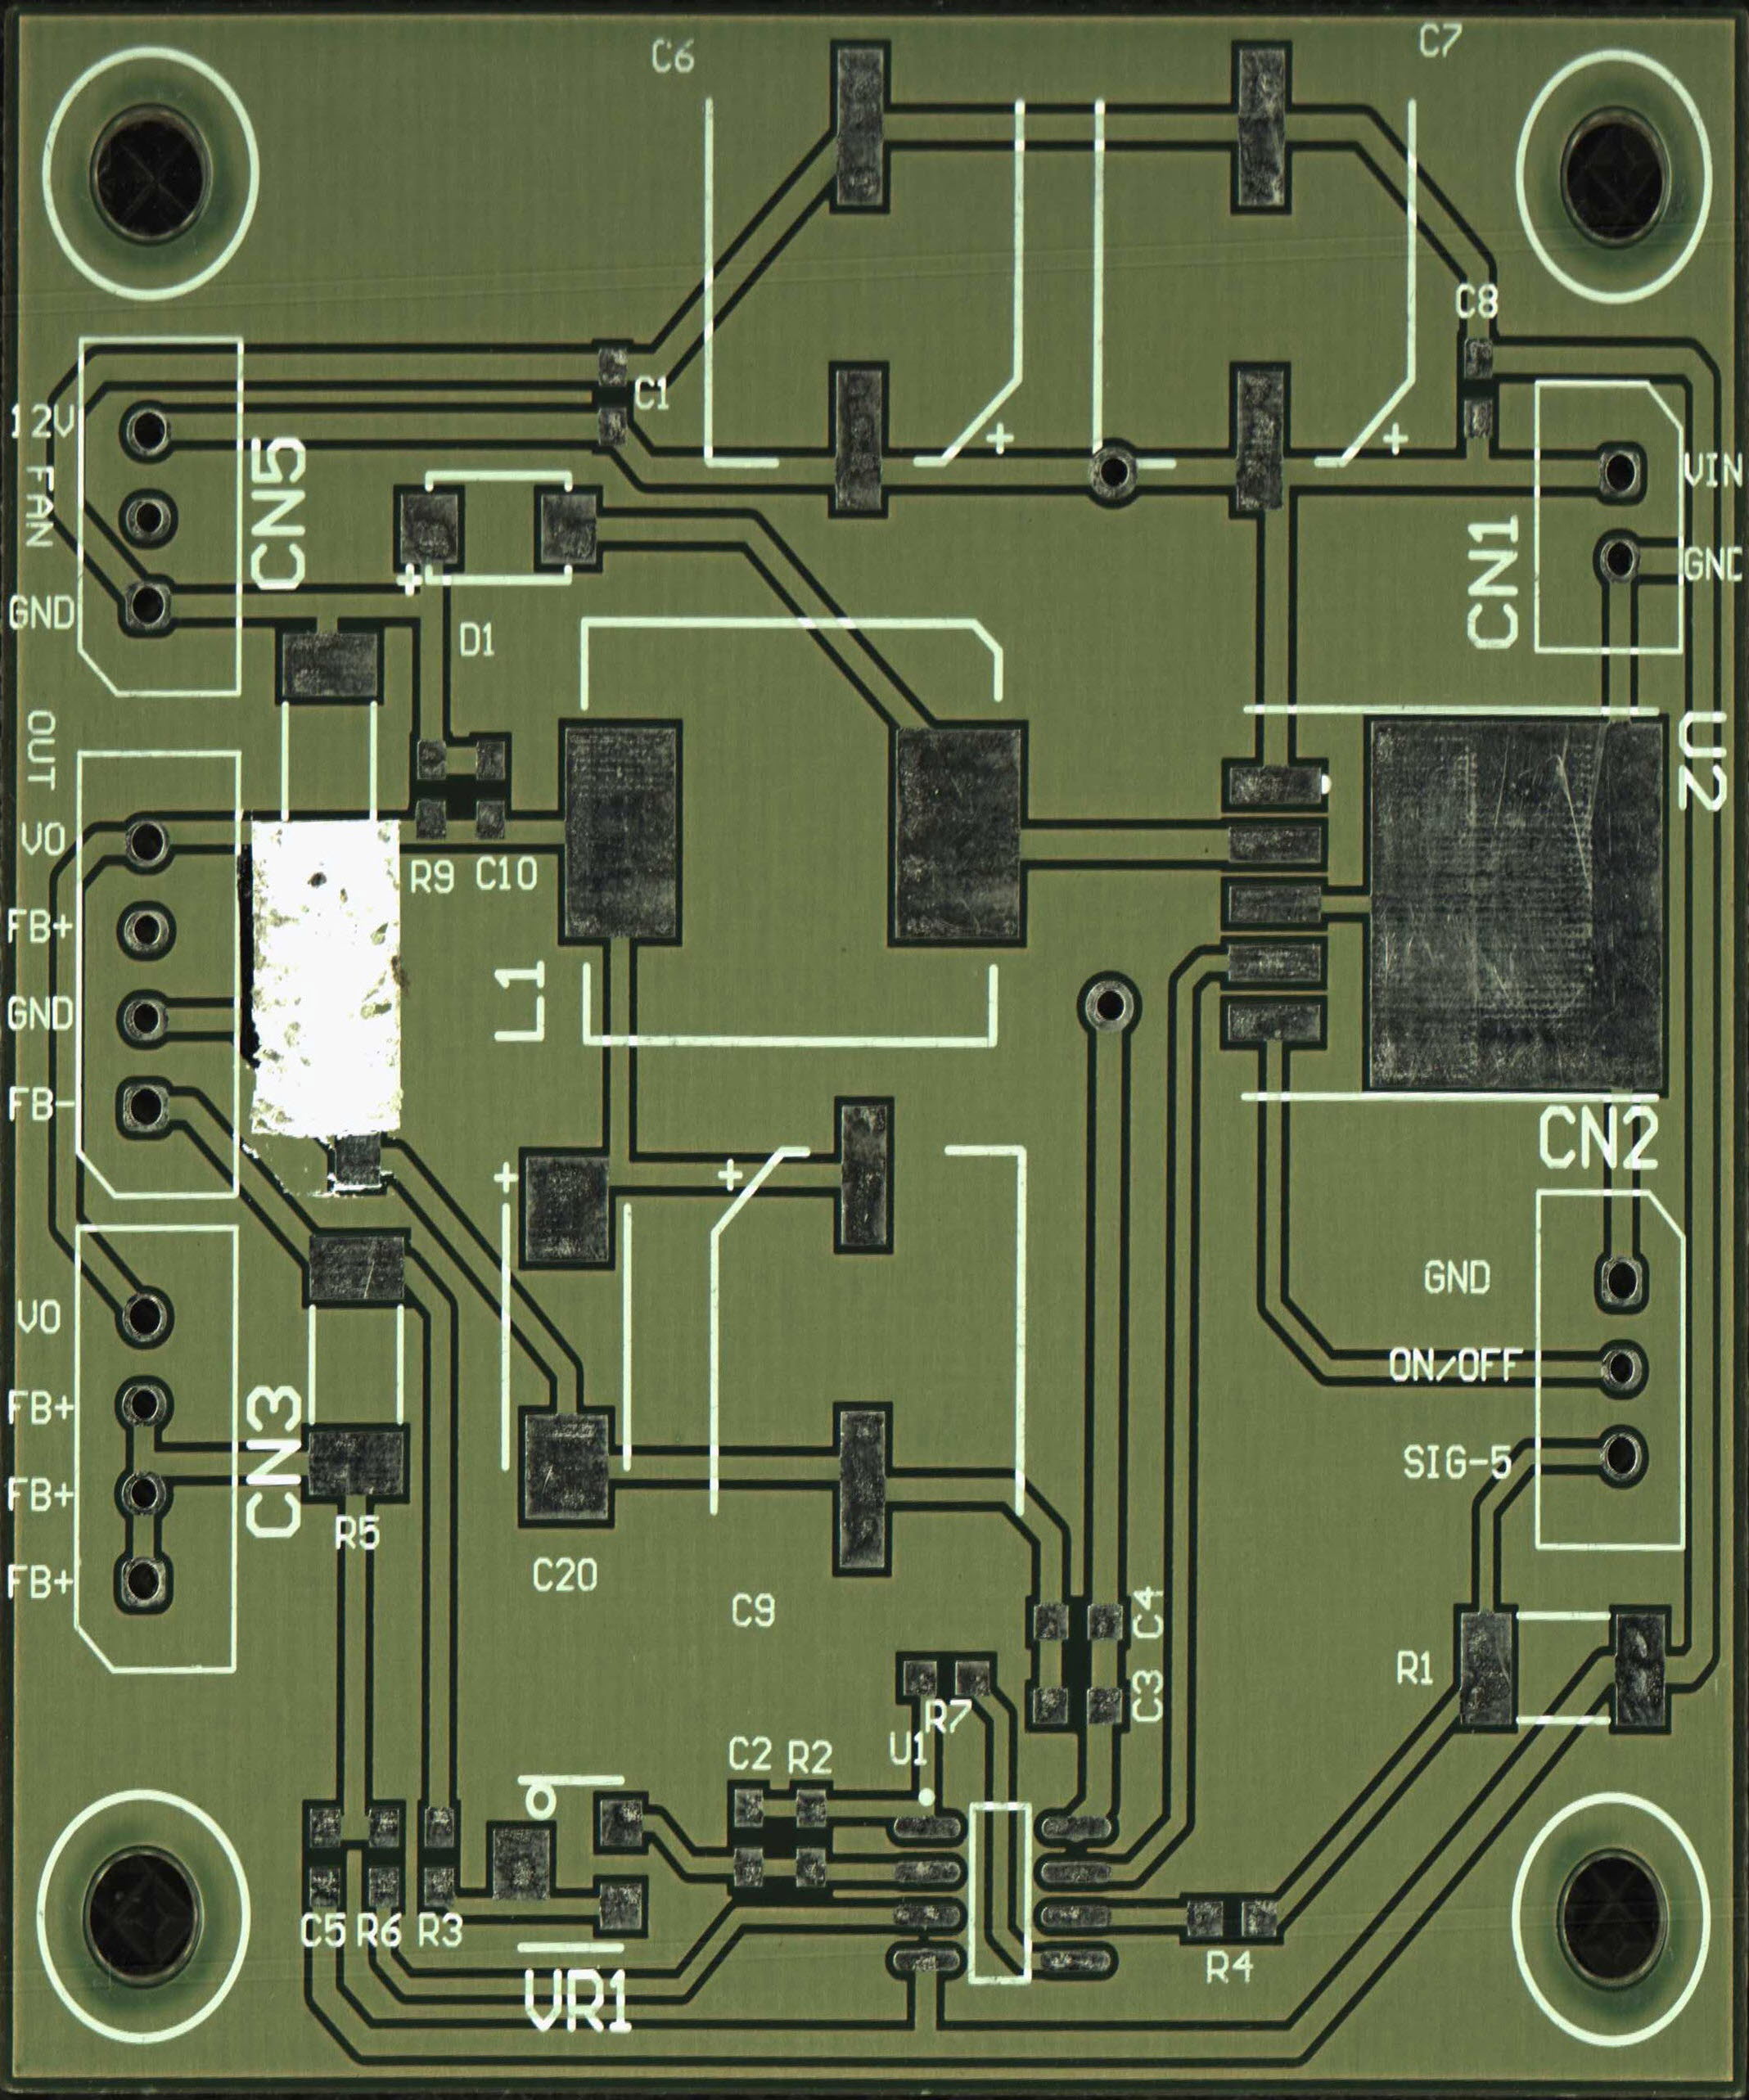 C6
C7
C8
C1
12V
FAN
GND
CN5
D1
VIN
GND
CN1
U2
OUT
VO
FB+
GND
FB-
R9
C10
L1
CN2
GND
ON/OFF
SIG-5
VO
FB+
FB+
FB+
CN3
R5
C20
C9
C4
C3
R1
R7
U1
C2
R2
C5
R6
R3
VR1
R4